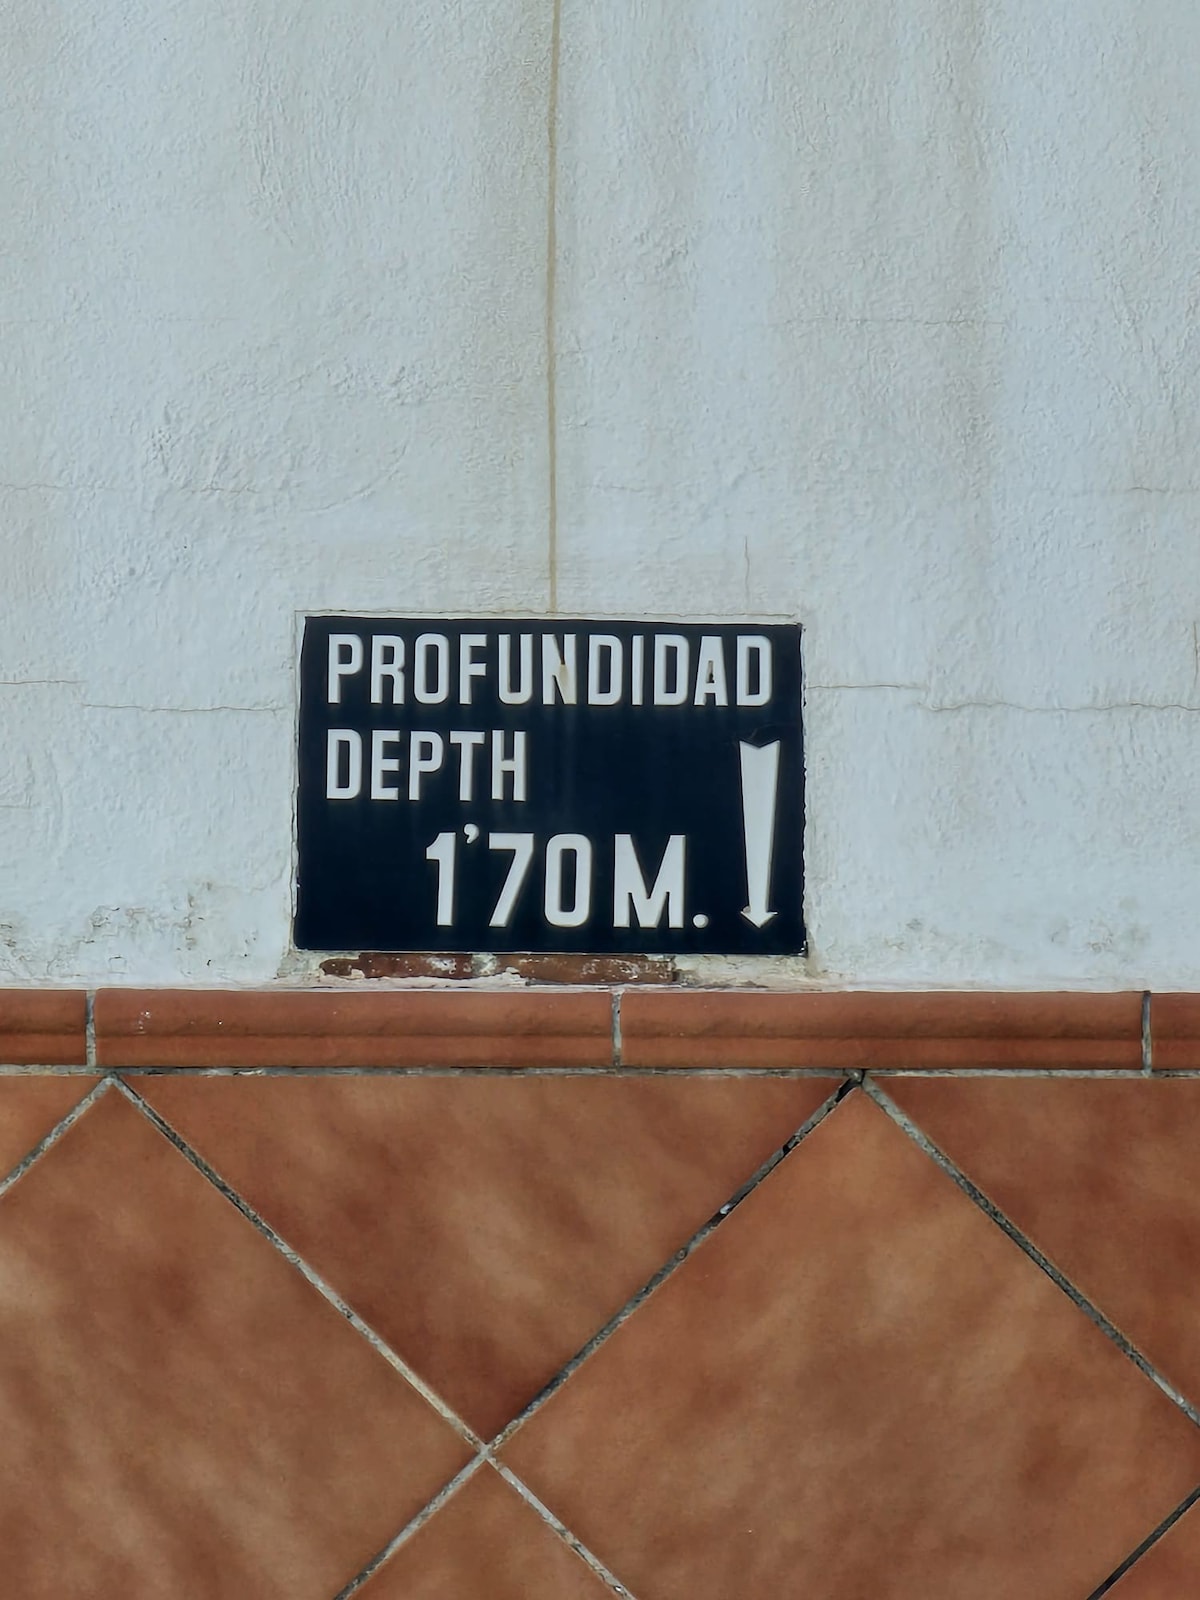 PROFUNDIDAD
DEPTH
1'70 M.